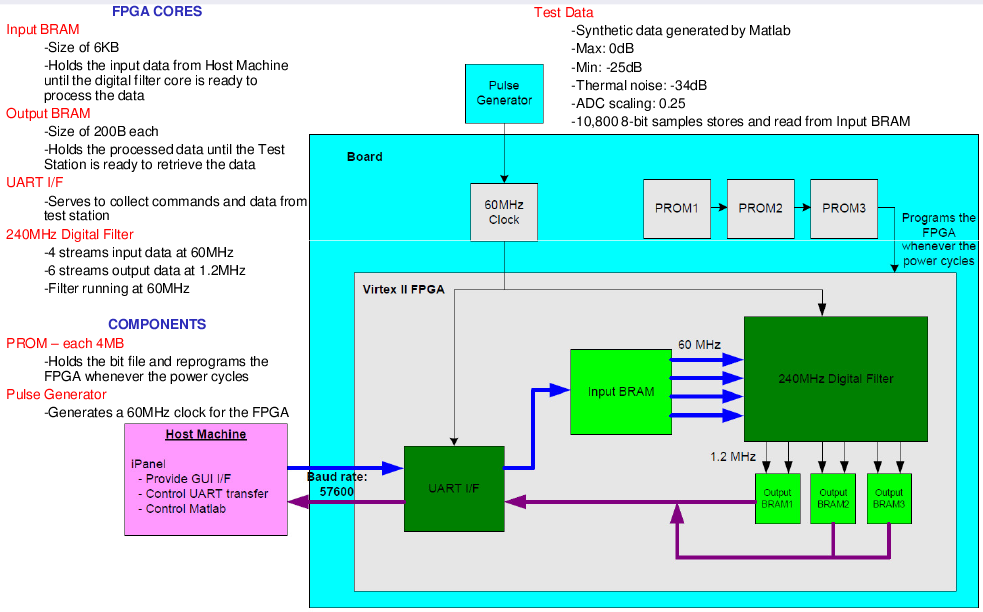 FPGA CORES
Input BRAM
-Size of 6KB
-Holds the input data from Host Machine
until the digital filter core is ready to
process the data
Output BRAM
-Size of 200B each
-Holds the processed data until the Test
Station is ready to retrieve the data
UART I/F
-Serves to collect commands and data from
test station
240MHz Digital Filter
-4 streams input data at 60MHz
-6 streams output data at 1.2MHz
-Filter running at 60MHz
COMPONENTS
PROM – each 4MB
-Holds the bit file and reprograms the
FPGA whenever the power cycles
Pulse Generator
-Generates a 60MHz clock for the FPGA
Test Data
-Synthetic data generated by Matlab
-Max: 0dB
-Min: -25dB
-Thermal noise: -34dB
-ADC scaling: 0.25
-10,800 8-bit samples stores and read from Input BRAM
Pulse
Generator
Board
60MHz
Clock
PROM1
PROM2
PROM3
Programs the
FPGA
whenever the
power cycles
Virtex II FPGA
60 MHz
Input BRAM
240MHz Digital Filter
1.2 MHz
Output
BRAM1
Output
BRAM2
Output
BRAM3
UART I/F
Baud rate:
57600
Host Machine
iPanel
- Provide GUI I/F
- Control UART transfer
- Control Matlab